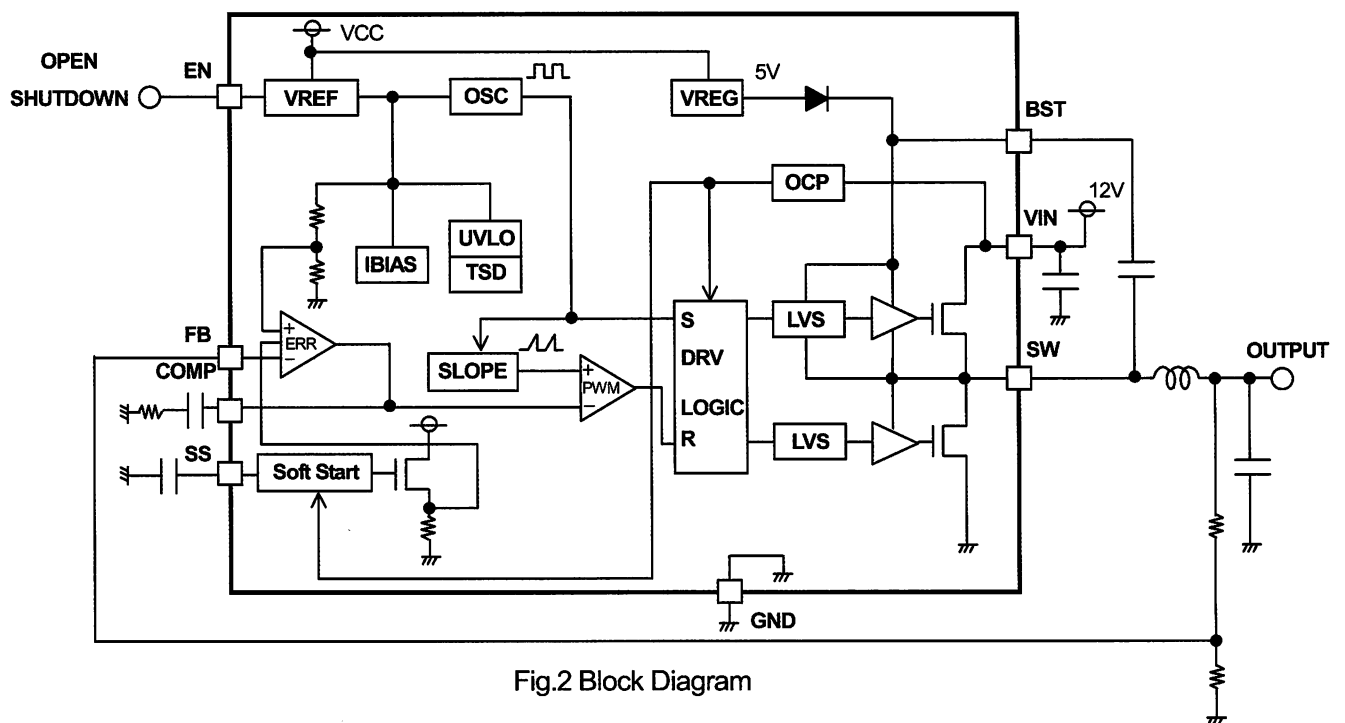 VCC
OPEN
SHUTDOWN
EN
VREF
OSC
5V
VREG
BST
OCP
12V
VIN
UVLO
TSD
IBIAS
FB
+
ERR
−
COMP
SLOPE
+
PWM
−
S
DRV
LOGIC
R
LVS
LVS
SW
OUTPUT
SS
Soft Start
GND
Fig.2 Block Diagram